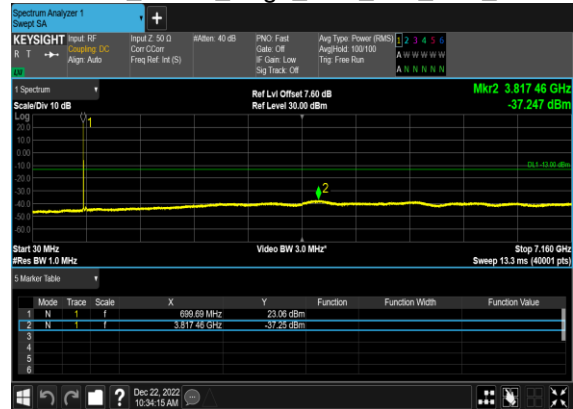 Spectrum Analyzer 1
Swept SA
+
KEYSIGHT Input: RF Input Z: 50 Ω #Atten: 40 dB PNO: Fast Avg Type: Power (RMS) 1 2 3 4 5 6
R T Coupling: DC Corr CCorr Gate: Off Avg|Hold: 100/100 A W W W W W
Align: Auto Freq Ref: Int (S) IF Gain: Low Trig: Free Run
LW Sig Track: Off A N N N N N
1 Spectrum Ref Lvl Offset 7.60 dB Mkr2 3.817 46 GHz
Scale/Div 10 dB Ref Level 30.00 dBm -37.247 dBm
Log
1
20.0
10.0
0.00
-10.0
DL1 -13.00 dBm
-20.0
-30.0
2
-40.0
-50.0
-60.0
Start 30 MHz Video BW 3.0 MHz* Stop 7.160 GHz
#Res BW 1.0 MHz Sweep 13.3 ms (40001 pts)
5 Marker Table
Mode Trace Scale X Y Function Function Width Function Value
1 N 1 f 699.69 MHz 23.06 dBm
2 N 1 f 3.817 46 GHz -37.25 dBm
3
4
5
6
? Dec 22, 2022
10:34:15 AM